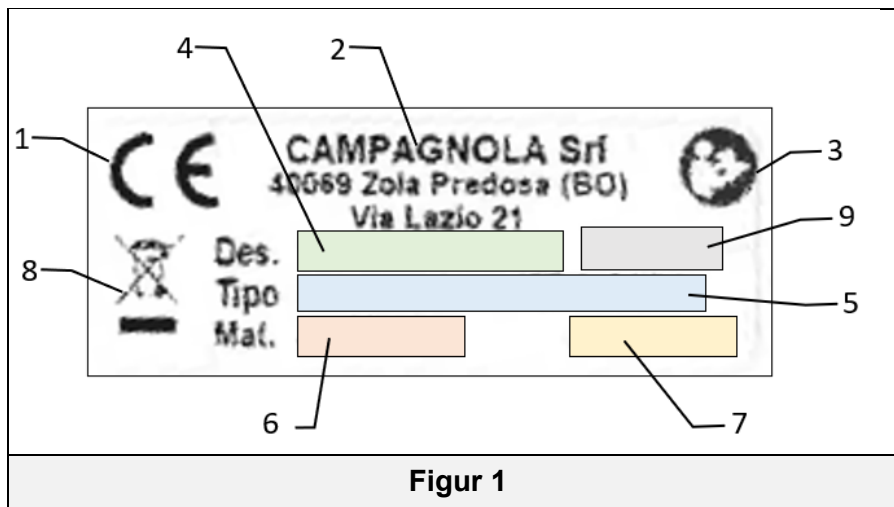 4
2
1
CE
CAMPAGNOLA Srl
3
40069 Zola Predosa (BO)
Via Lazio 21
9
8
Des.
Tipo
5
Mat.
6
7
Figur 1